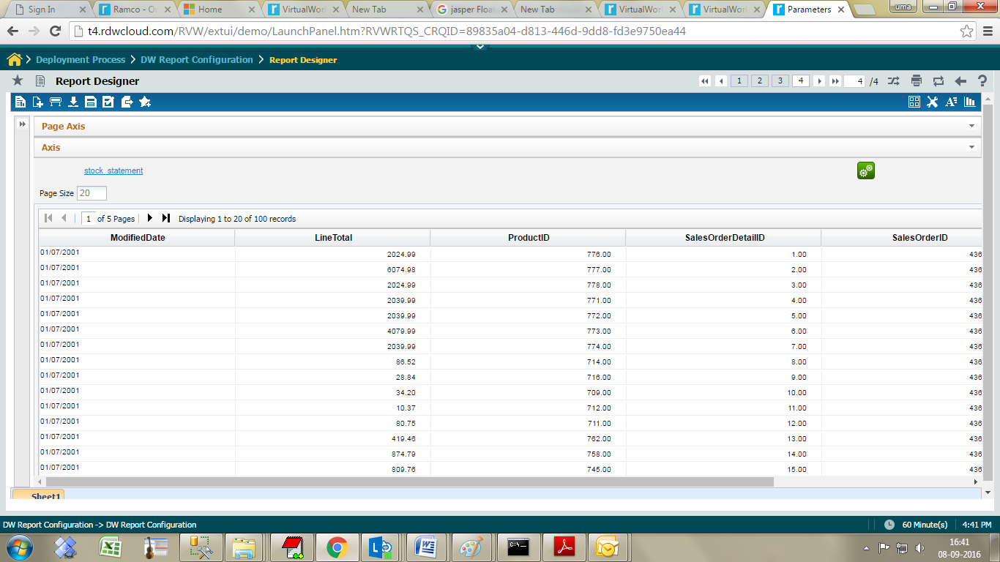 Sign In
Ramco - Or
Home
VirtualWor
New Tab
jasper Float
New Tab
VirtualWor
VirtualWor
Parameters
uma
t4.rdwcloud.com/RVW/extui/demo/LaunchPanel.htm?RVWRTQS_CRQID=89835a04-d813-446d-9dd8-fd3e9750ea44
Deployment Process > DW Report Configuration > Report Designer
Report Designer
1 2 3 4 4 /4
Page Axis
Axis
stock_statement
Page Size 20
1 of 5 Pages Displaying 1 to 20 of 100 records
ModifiedDate LineTotal ProductID SalesOrderDetailID SalesOrderID
01/07/2001 2024.99 776.00 1.00 436
01/07/2001 6074.98 777.00 2.00 436
01/07/2001 2024.99 778.00 3.00 436
01/07/2001 2039.99 771.00 4.00 436
01/07/2001 2039.99 772.00 5.00 436
01/07/2001 4079.99 773.00 6.00 436
01/07/2001 2039.99 774.00 7.00 436
01/07/2001 86.52 714.00 8.00 436
01/07/2001 28.84 716.00 9.00 436
01/07/2001 34.20 709.00 10.00 436
01/07/2001 10.37 712.00 11.00 436
01/07/2001 80.75 711.00 12.00 436
01/07/2001 419.46 762.00 13.00 436
01/07/2001 874.79 758.00 14.00 436
01/07/2001 809.76 745.00 15.00 436
Sheet1
DW Report Configuration -> DW Report Configuration 60 Minute(s) 4:41 PM
16:41
08-09-2016